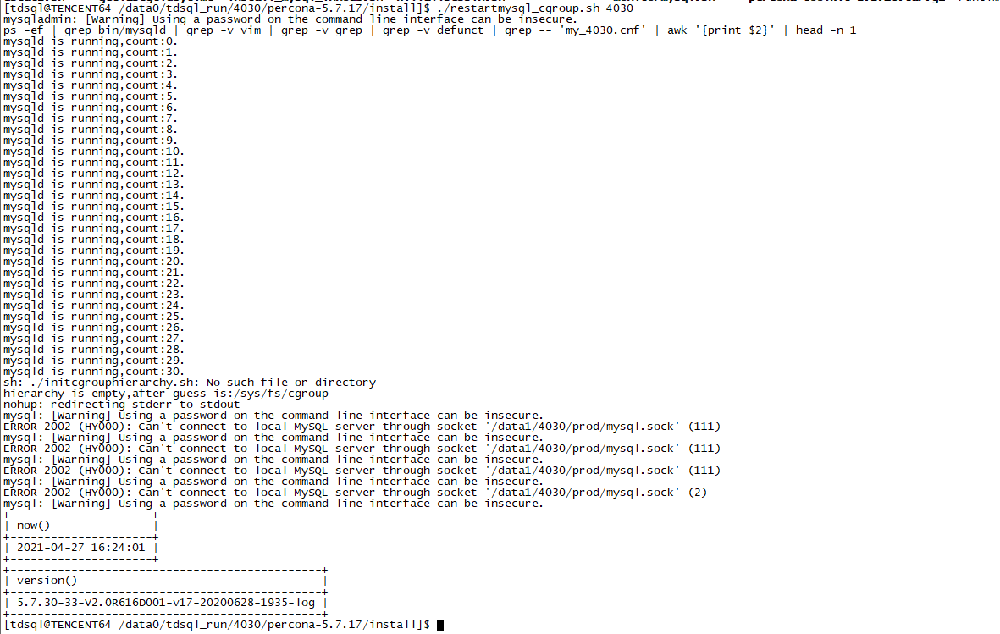 [tdsql@TENCENT64 /data0/tdsql_run/4030/percona-5.7.17/install]$ ./restartmysql_cgroup.sh 4030
mysqladmin: [Warning] Using a password on the command line interface can be insecure.
ps -ef | grep bin/mysqld | grep -v vim | grep -v grep | grep -v defunct | grep -- 'my_4030.cnf' | awk '{print $2}' | head -n 1
mysqld is running,count:0.
mysqld is running,count:1.
mysqld is running,count:2.
mysqld is running,count:3.
mysqld is running,count:4.
mysqld is running,count:5.
mysqld is running,count:6.
mysqld is running,count:7.
mysqld is running,count:8.
mysqld is running,count:9.
mysqld is running,count:10.
mysqld is running,count:11.
mysqld is running,count:12.
mysqld is running,count:13.
mysqld is running,count:14.
mysqld is running,count:15.
mysqld is running,count:16.
mysqld is running,count:17.
mysqld is running,count:18.
mysqld is running,count:19.
mysqld is running,count:20.
mysqld is running,count:21.
mysqld is running,count:22.
mysqld is running,count:23.
mysqld is running,count:24.
mysqld is running,count:25.
mysqld is running,count:26.
mysqld is running,count:27.
mysqld is running,count:28.
mysqld is running,count:29.
mysqld is running,count:30.
sh: ./initcgrouphierarchy.sh: No such file or directory
hierarchy is empty,after guess is:/sys/fs/cgroup
nohup: redirecting stderr to stdout
mysql: [Warning] Using a password on the command line interface can be insecure.
ERROR 2002 (HY000): Can't connect to local MySQL server through socket '/data1/4030/prod/mysql.sock' (111)
mysql: [Warning] Using a password on the command line interface can be insecure.
ERROR 2002 (HY000): Can't connect to local MySQL server through socket '/data1/4030/prod/mysql.sock' (111)
mysql: [Warning] Using a password on the command line interface can be insecure.
ERROR 2002 (HY000): Can't connect to local MySQL server through socket '/data1/4030/prod/mysql.sock' (111)
mysql: [Warning] Using a password on the command line interface can be insecure.
ERROR 2002 (HY000): Can't connect to local MySQL server through socket '/data1/4030/prod/mysql.sock' (2)
mysql: [Warning] Using a password on the command line interface can be insecure.
+---------------------+
| now()               |
+---------------------+
| 2021-04-27 16:24:01 |
+---------------------+
+----------------------------------------------+
| version()                                    |
+----------------------------------------------+
| 5.7.30-33-V2.0R616D001-v17-20200628-1935-log |
+----------------------------------------------+
[tdsql@TENCENT64 /data0/tdsql_run/4030/percona-5.7.17/install]$